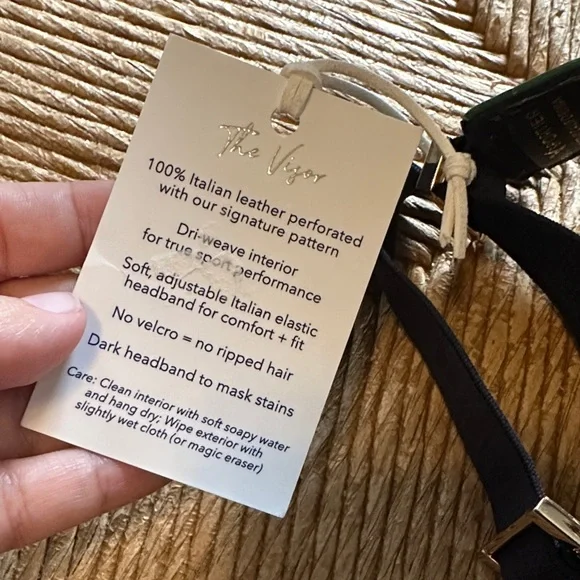 The Visor
100% Italian leather perforated
with our signature pattern
Dri-weave interior
for true sport performance
Soft, adjustable Italian elastic
headband for comfort + fit
No velcro = no ripped hair
Dark headband to mask stains
Care: Clean interior with soft soapy water
and hang dry; Wipe exterior with
slightly wet cloth (or magic eraser)